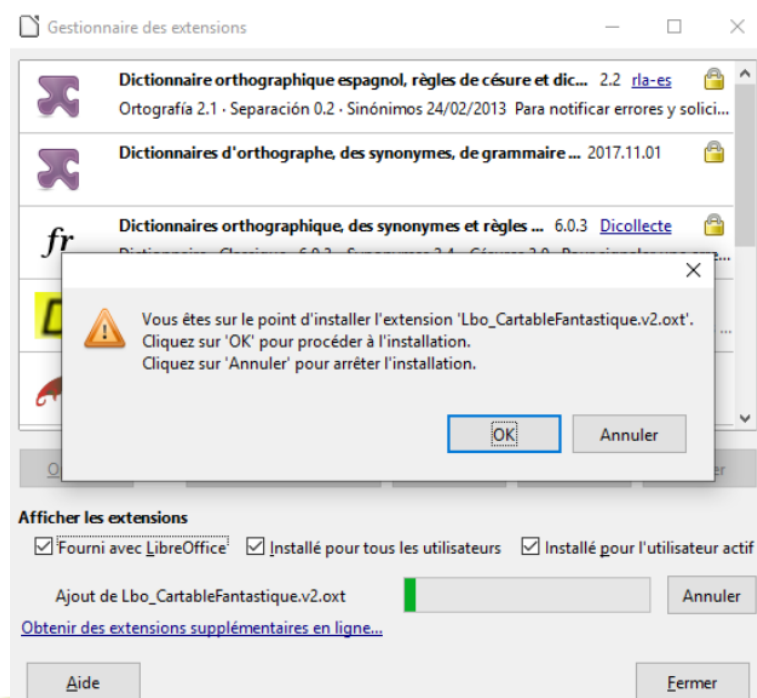 Gestionnaire des extensions
Dictionnaire orthographique espagnol, règles de césure et dic... 2.2 rla-es
Ortografía 2.1 · Separación 0.2 · Sinónimos 24/02/2013 Para notificar errores y solici...
Dictionnaires d'orthographe, des synonymes, de grammaire ... 2017.11.01
fr
Dictionnaires orthographique, des synonymes et règles ... 6.0.3 Dicollecte
Vous êtes sur le point d'installer l'extension 'Lbo_CartableFantastique.v2.oxt'.
Cliquez sur 'OK' pour procéder à l'installation.
Cliquez sur 'Annuler' pour arrêter l'installation.
OK
Annuler
Afficher les extensions
Fourni avec LibreOffice
Installé pour tous les utilisateurs
Installé pour l'utilisateur actif
Ajout de Lbo_CartableFantastique.v2.oxt
Annuler
Obtenir des extensions supplémentaires en ligne...
Aide
Fermer